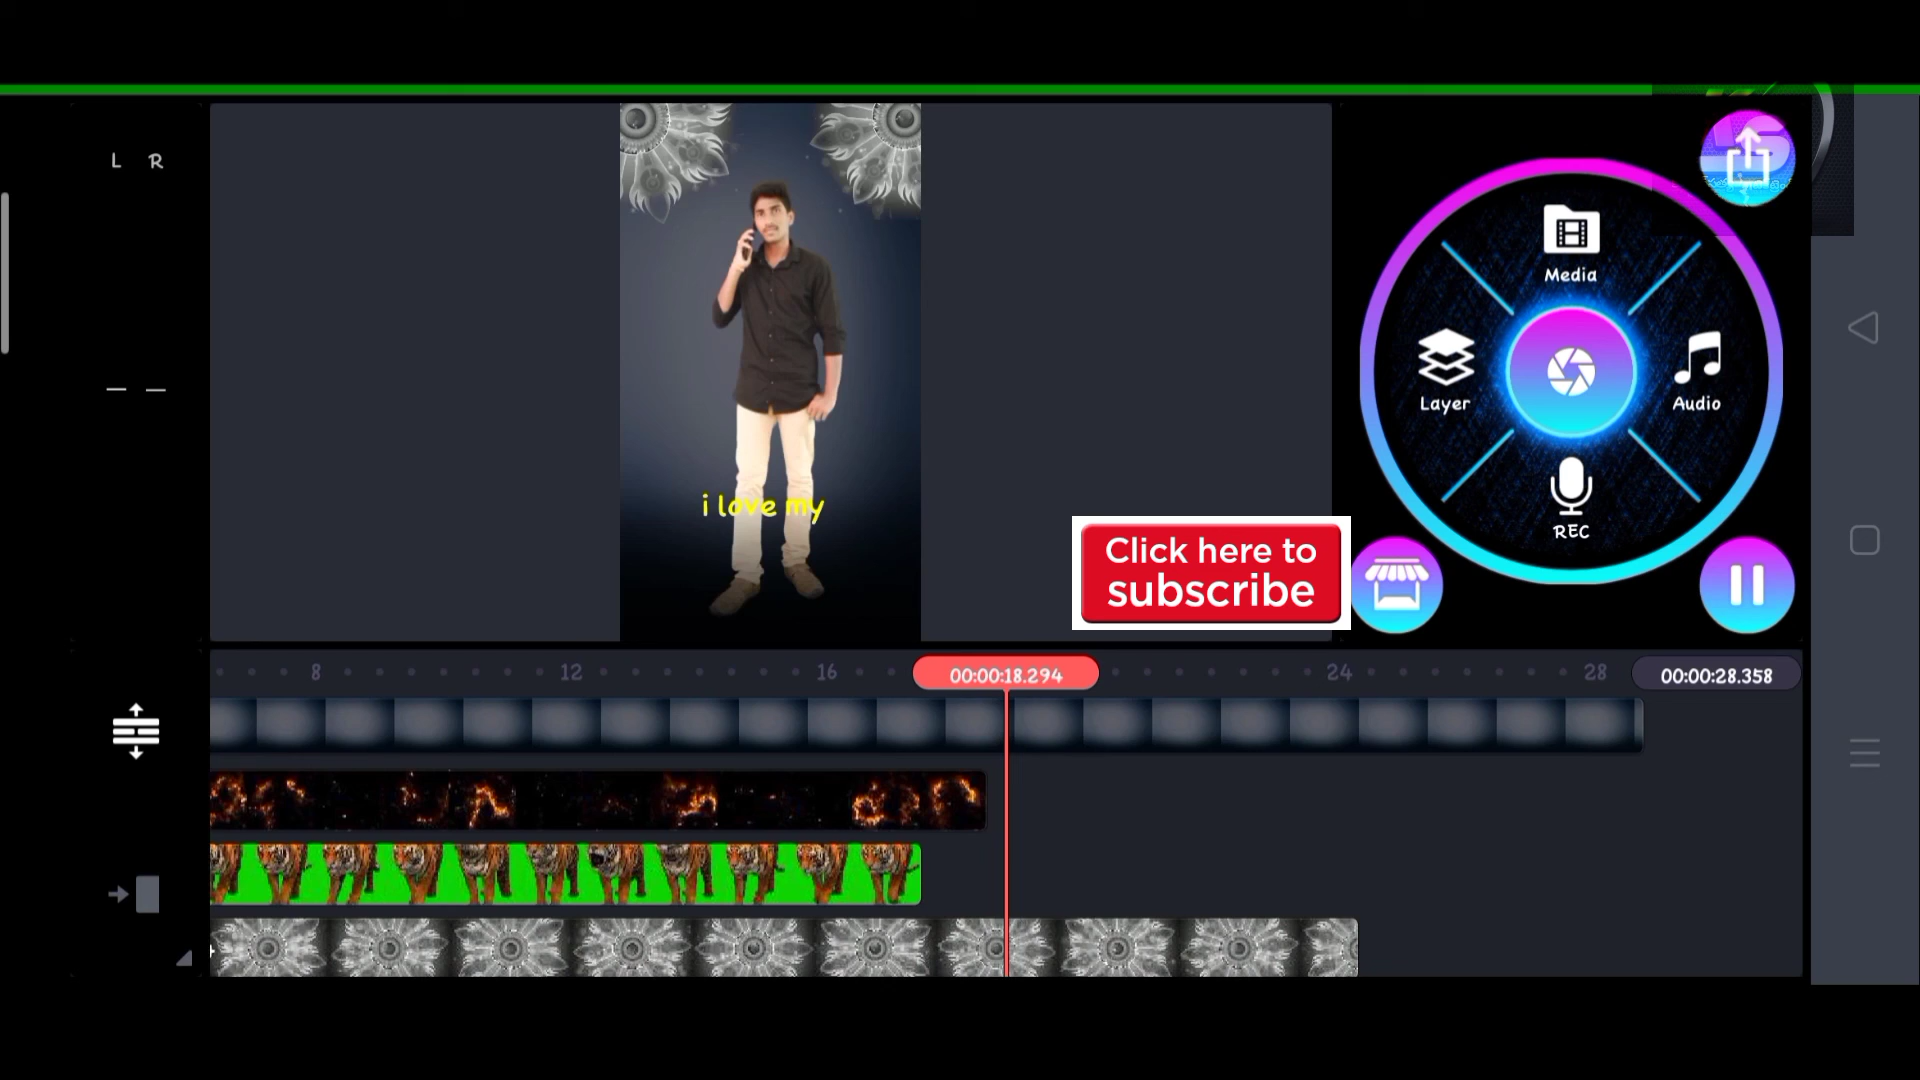 L R
Media
Layer
Audio
REC
i love my
Click here to
subscribe
8 12 16 00:00:18.294 24 28 00:00:28.358